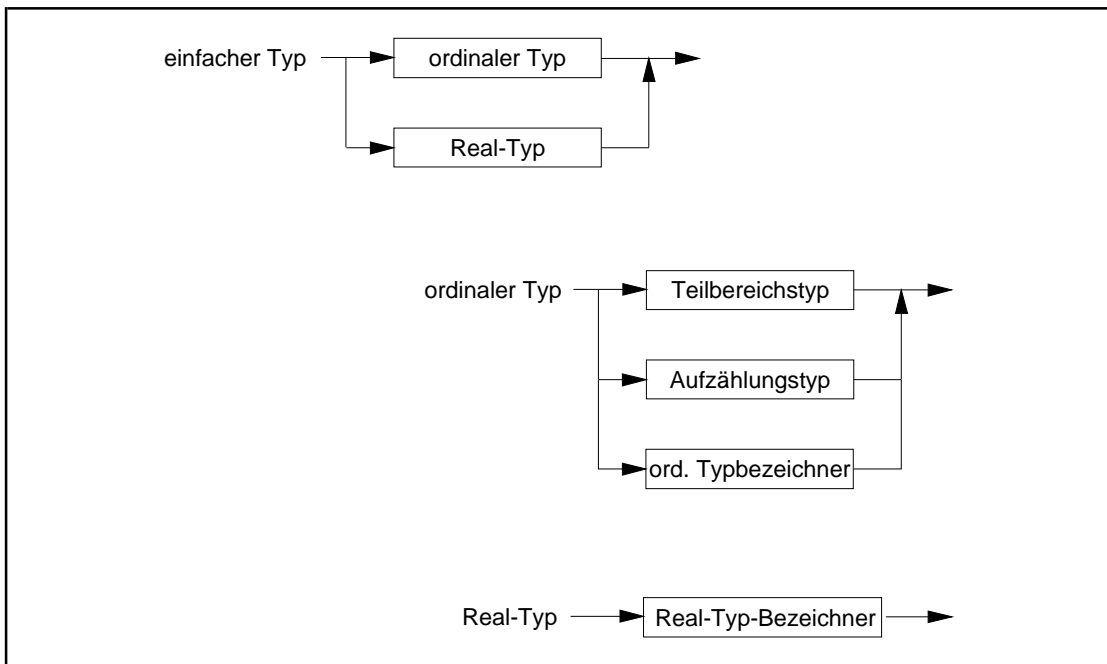 einfacher Typ
ordinaler Typ
Real-Typ
ordinaler Typ
Teilbereichstyp
Aufzählungstyp
ord. Typbezeichner
Real-Typ
Real-Typ-Bezeichner